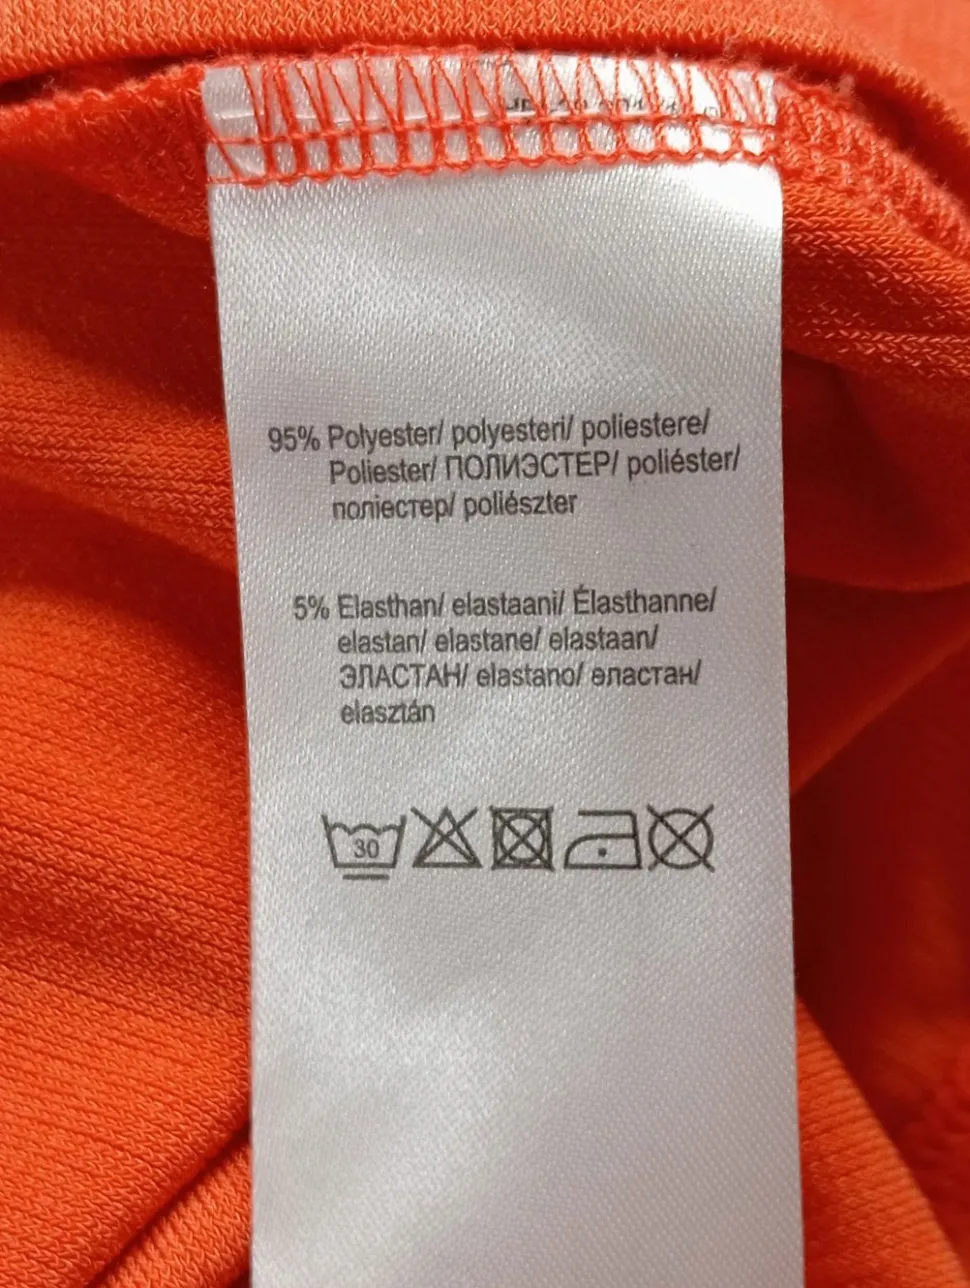 95% Polyester/ polyesteri/ poliestere/
Poliester/ ПОЛИЭСТЕР/ poliéster/
поліестер/ poliészter
5% Elasthan/ elastaani/ Élasthanne/
elastan/ elastane/ elastaan/
ЭЛАСТАН/ elastano/ еластан/
elasztán
30